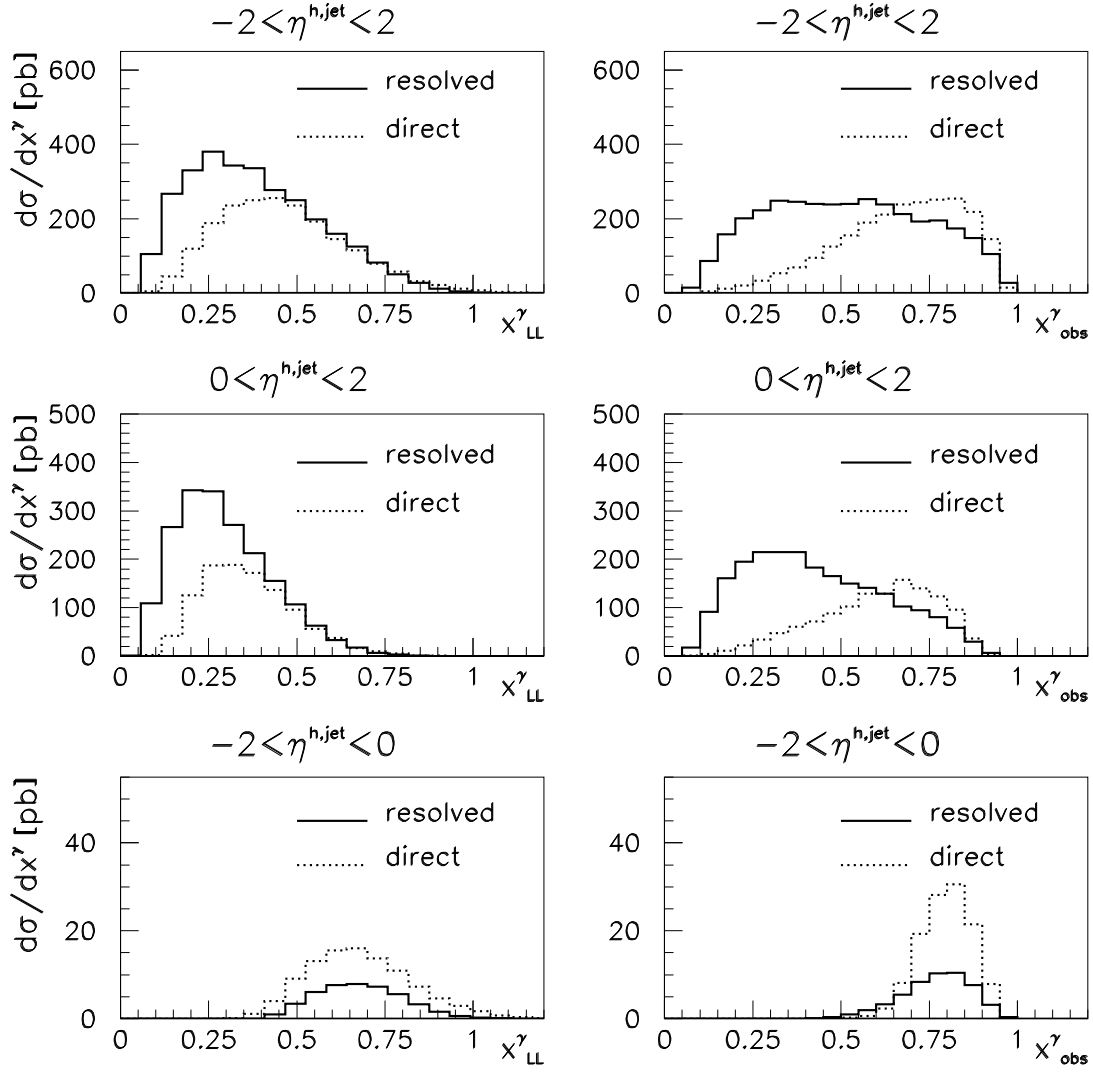 −2<η^h,jet<2
dσ/dx^γ [pb]
600
400
200
0
resolved
direct
0 0.25 0.5 0.75 1 x^γ_LL
−2<η^h,jet<2
600
400
200
0
resolved
direct
0 0.25 0.5 0.75 1 x^γ_obs
0<η^h,jet<2
dσ/dx^γ [pb]
500
400
300
200
100
0
resolved
direct
0 0.25 0.5 0.75 1 x^γ_LL
0<η^h,jet<2
500
400
300
200
100
0
resolved
direct
0 0.25 0.5 0.75 1 x^γ_obs
−2<η^h,jet<0
dσ/dx^γ [pb]
40
20
0
resolved
direct
0 0.25 0.5 0.75 1 x^γ_LL
−2<η^h,jet<0
40
20
0
resolved
direct
0 0.25 0.5 0.75 1 x^γ_obs